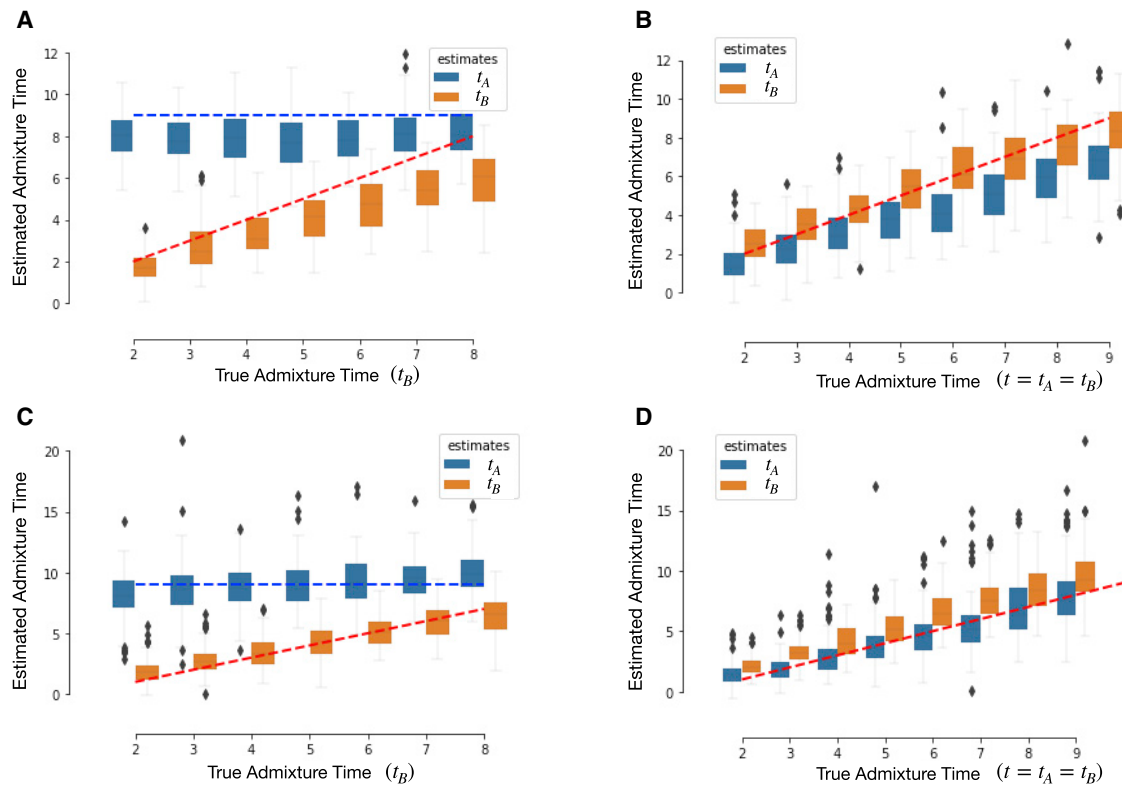 A
Estimated Admixture Time
12
10
8
6
4
2
0
estimates
t_A
t_B
2 3 4 5 6 7 8
True Admixture Time (t_B)
B
Estimated Admixture Time
12
10
8
6
4
2
0
estimates
t_A
t_B
2 3 4 5 6 7 8 9
True Admixture Time (t = t_A = t_B)
C
Estimated Admixture Time
20
15
10
5
0
estimates
t_A
t_B
2 3 4 5 6 7 8
True Admixture Time (t_B)
D
Estimated Admixture Time
20
15
10
5
0
estimates
t_A
t_B
2 3 4 5 6 7 8 9
True Admixture Time (t = t_A = t_B)